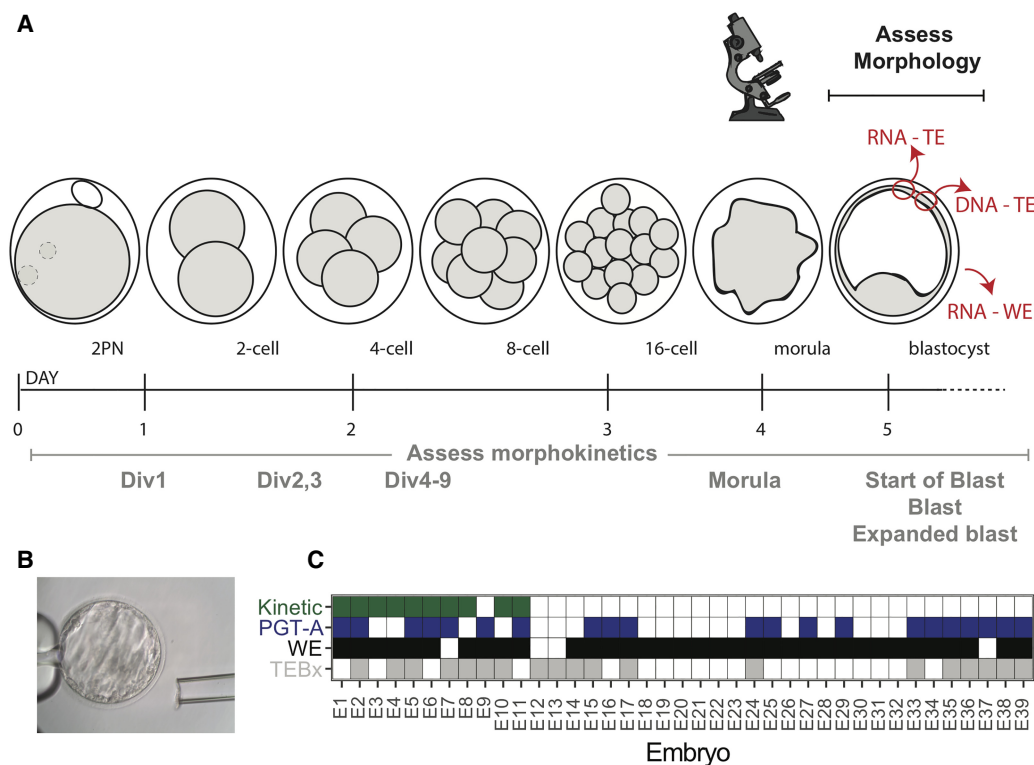 A
Assess
Morphology
RNA - TE
DNA - TE
RNA - WE
2PN
2-cell
4-cell
8-cell
16-cell
morula
blastocyst
DAY
0
1
2
3
4
5
Assess morphokinetics
Div1
Div2,3
Div4-9
Morula
Start of Blast
Blast
Expanded blast
B
C
Kinetic
PGT-A
WE
TEBx
E1
E2
E3
E4
E5
E6
E7
E8
E9
E10
E11
E12
E13
E14
E15
E16
E17
E18
E19
E20
E21
E22
E23
E24
E25
E26
E27
E28
E29
E30
E31
E32
E33
E34
E35
E36
E37
E38
E39
Embryo